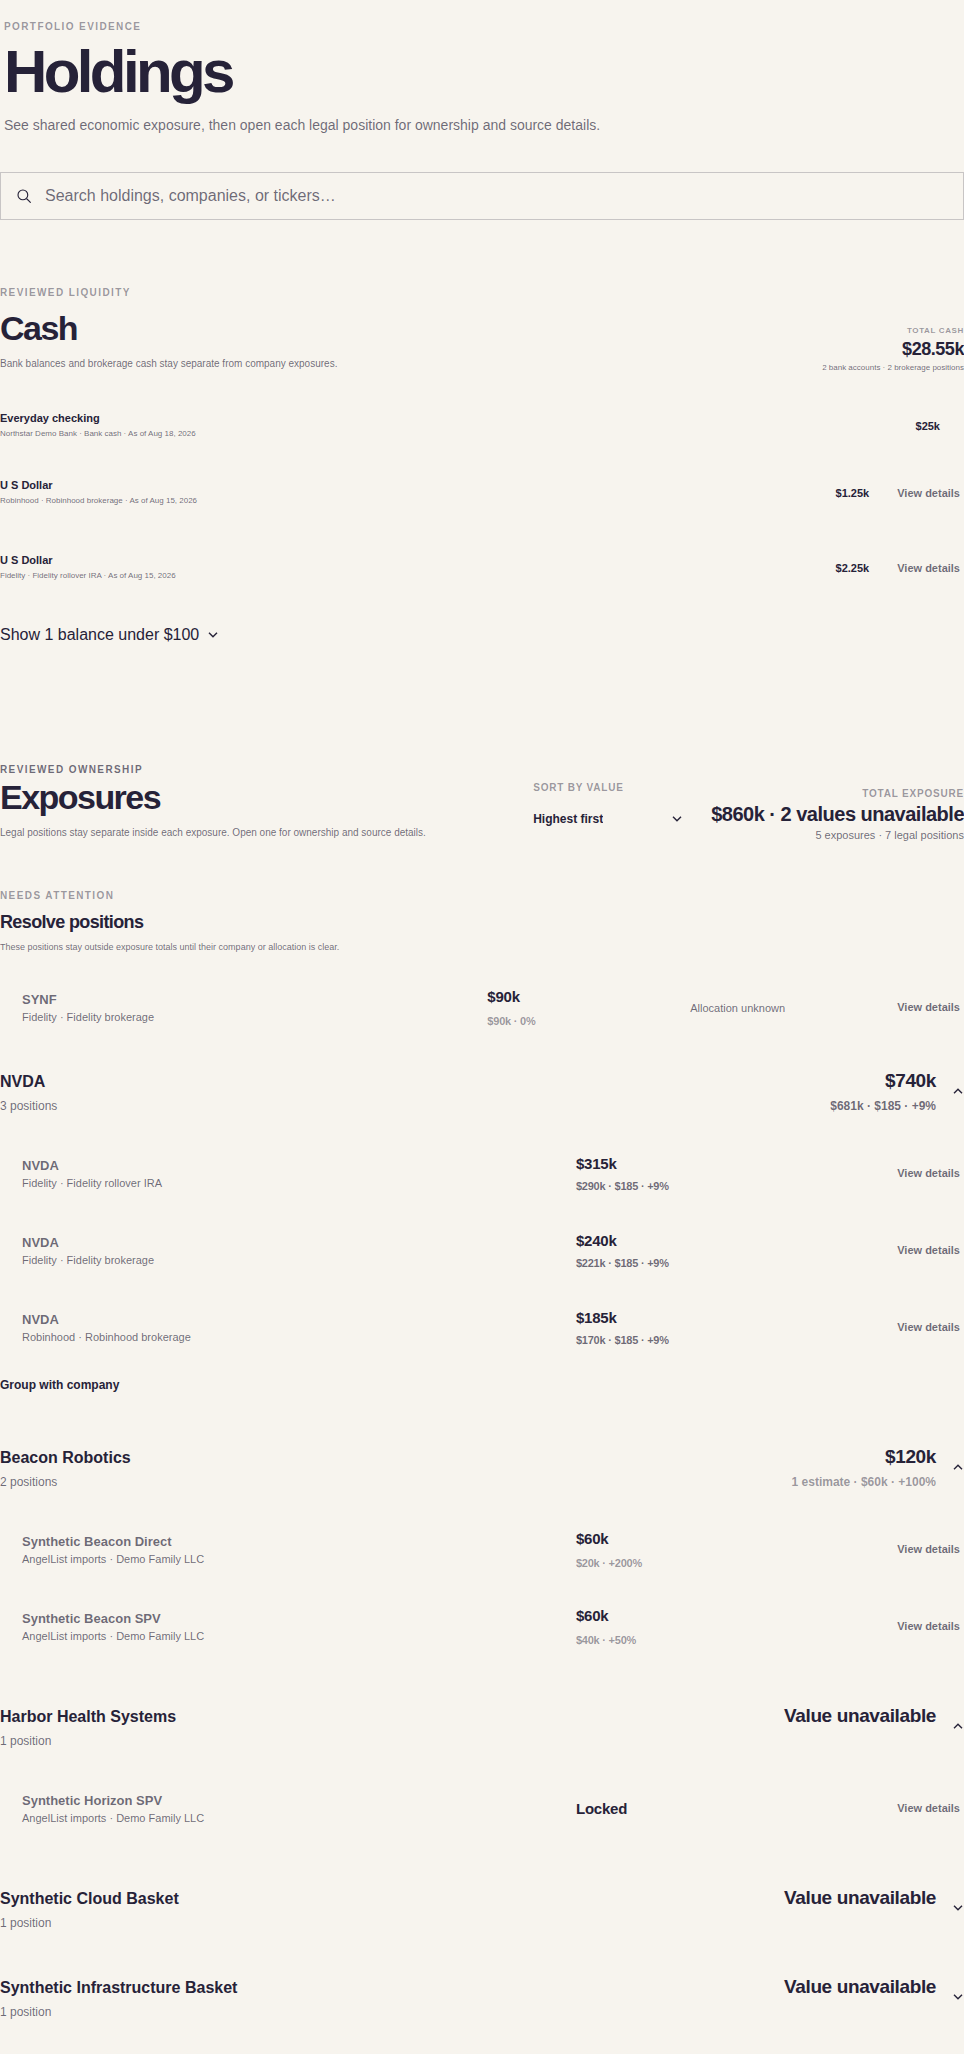 PORTFOLIO EVIDENCE
Holdings
See shared economic exposure, then open each legal position for ownership and source details.
Search holdings, companies, or tickers…
REVIEWED LIQUIDITY
Cash
Bank balances and brokerage cash stay separate from company exposures.
TOTAL CASH
$28.55k
2 bank accounts · 2 brokerage positions
Everyday checking
Northstar Demo Bank · Bank cash · As of Aug 18, 2026
$25k
U S Dollar
Robinhood · Robinhood brokerage · As of Aug 15, 2026
$1.25k View details
U S Dollar
Fidelity · Fidelity rollover IRA · As of Aug 15, 2026
$2.25k View details
Show 1 balance under $100
REVIEWED OWNERSHIP
Exposures
Legal positions stay separate inside each exposure. Open one for ownership and source details.
SORT BY VALUE
Highest first
TOTAL EXPOSURE
$860k · 2 values unavailable
5 exposures · 7 legal positions
NEEDS ATTENTION
Resolve positions
These positions stay outside exposure totals until their company or allocation is clear.
SYNF
Fidelity · Fidelity brokerage
$90k
$90k · 0%
Allocation unknown
View details
NVDA
3 positions
$740k
$681k · $185 · +9%
NVDA
Fidelity · Fidelity rollover IRA
$315k
$290k · $185 · +9%
View details
NVDA
Fidelity · Fidelity brokerage
$240k
$221k · $185 · +9%
View details
NVDA
Robinhood · Robinhood brokerage
$185k
$170k · $185 · +9%
View details
Group with company
Beacon Robotics
2 positions
$120k
1 estimate · $60k · +100%
Synthetic Beacon Direct
AngelList imports · Demo Family LLC
$60k
$20k · +200%
View details
Synthetic Beacon SPV
AngelList imports · Demo Family LLC
$60k
$40k · +50%
View details
Harbor Health Systems
1 position
Value unavailable
Synthetic Horizon SPV
AngelList imports · Demo Family LLC
Locked
View details
Synthetic Cloud Basket
1 position
Value unavailable
Synthetic Infrastructure Basket
1 position
Value unavailable